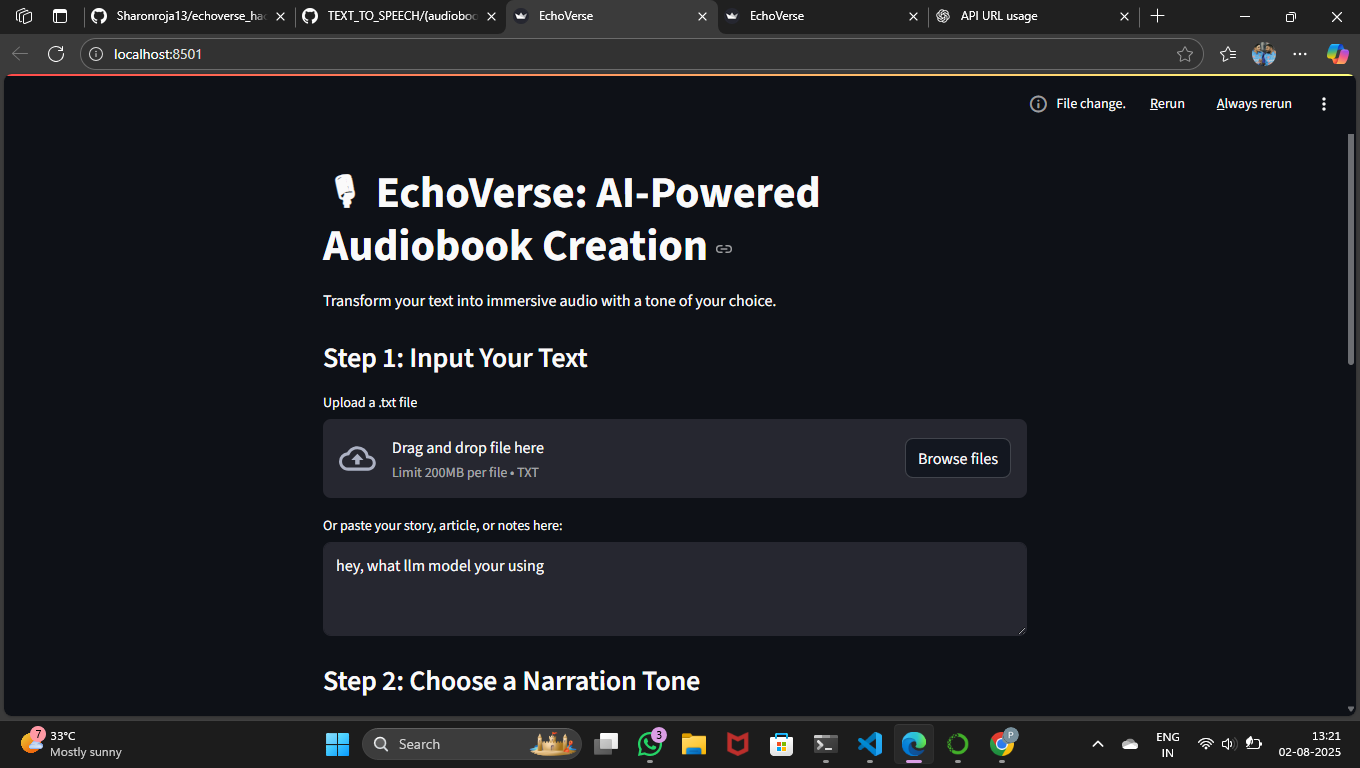 Sharonroja13/echoverse_ha
TEXT_TO_SPEECH/(audioboo
EchoVerse
EchoVerse
API URL usage
localhost:8501
File change.
Rerun
Always rerun
EchoVerse: AI-Powered
Audiobook Creation
Transform your text into immersive audio with a tone of your choice.
Step 1: Input Your Text
Upload a .txt file
Drag and drop file here
Limit 200MB per file • TXT
Browse files
Or paste your story, article, or notes here:
hey, what llm model your using
Step 2: Choose a Narration Tone
7
33°C
Mostly sunny
Search
3
P
ENG
IN
13:21
02-08-2025